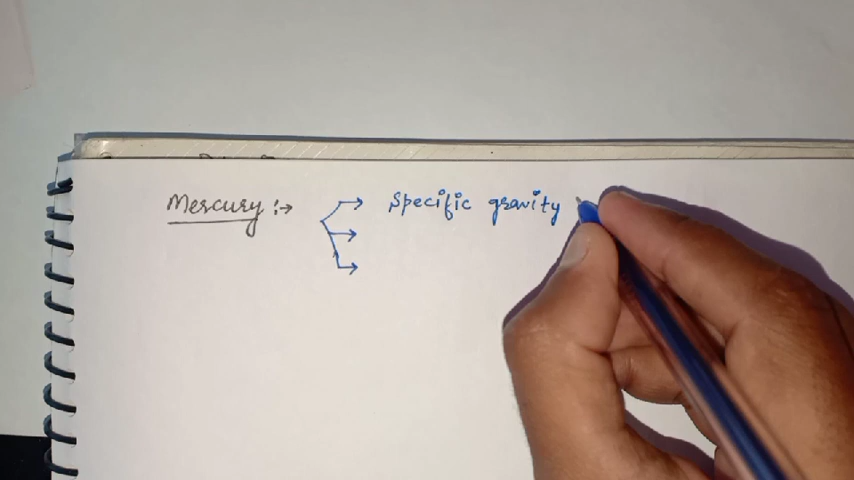 Mercury :→ → Specific gravity
→
→